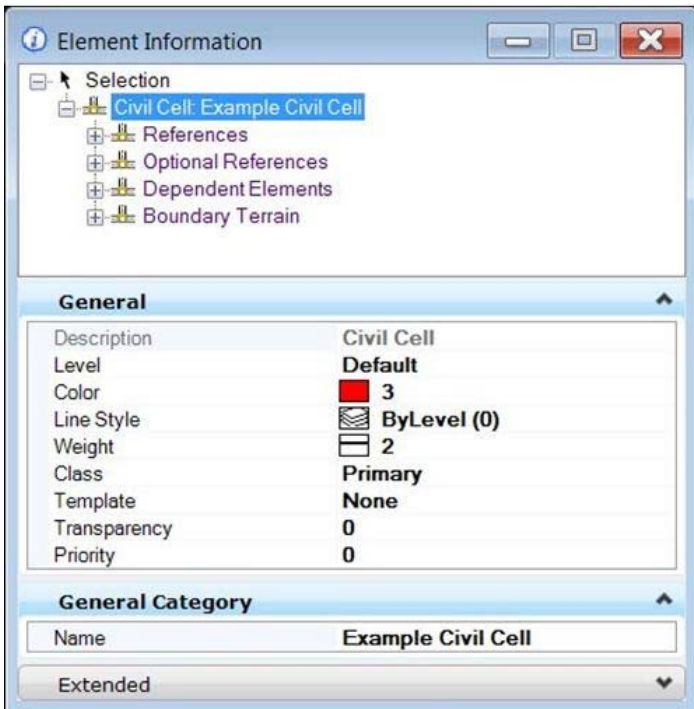 Element Information
Selection
Civil Cell: Example Civil Cell
References
Optional References
Dependent Elements
Boundary Terrain
General
Description Civil Cell
Level Default
Color 3
Line Style ByLevel (0)
Weight 2
Class Primary
Template None
Transparency 0
Priority 0
General Category
Name Example Civil Cell
Extended